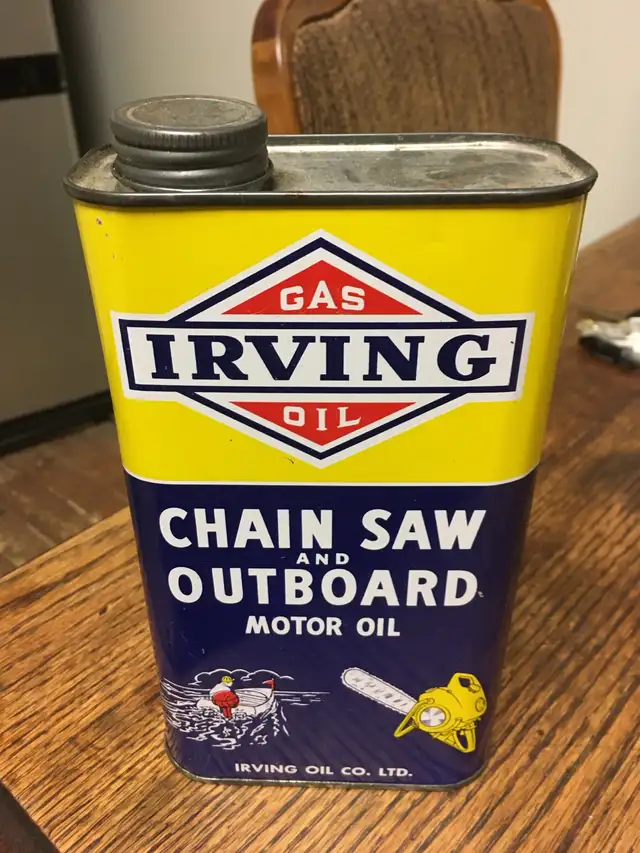 GAS
IRVING
OIL
CHAIN SAW
AND
OUTBOARD
MOTOR OIL
IRVING OIL CO. LTD.